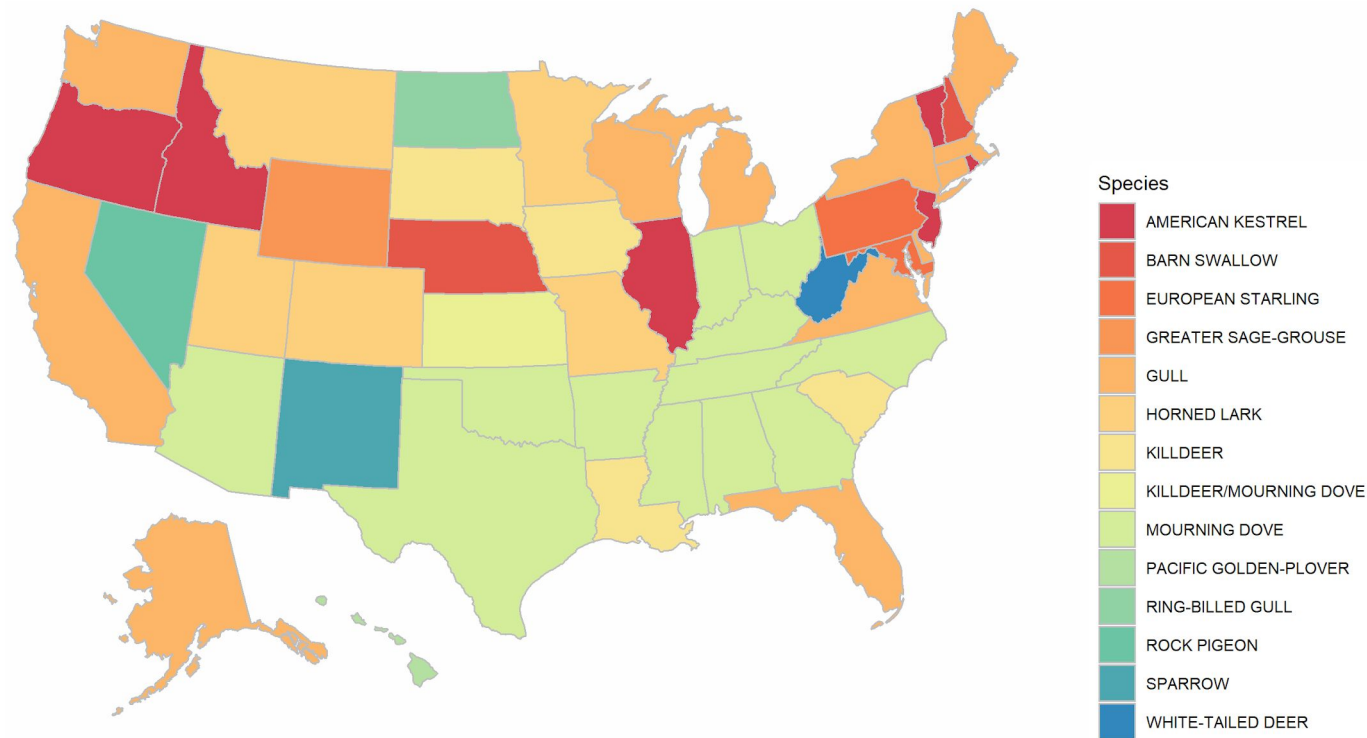 Species
AMERICAN KESTREL
BARN SWALLOW
EUROPEAN STARLING
GREATER SAGE-GROUSE
GULL
HORNED LARK
KILLDEER
KILLDEER/MOURNING DOVE
MOURNING DOVE
PACIFIC GOLDEN-PLOVER
RING-BILLED GULL
ROCK PIGEON
SPARROW
WHITE-TAILED DEER